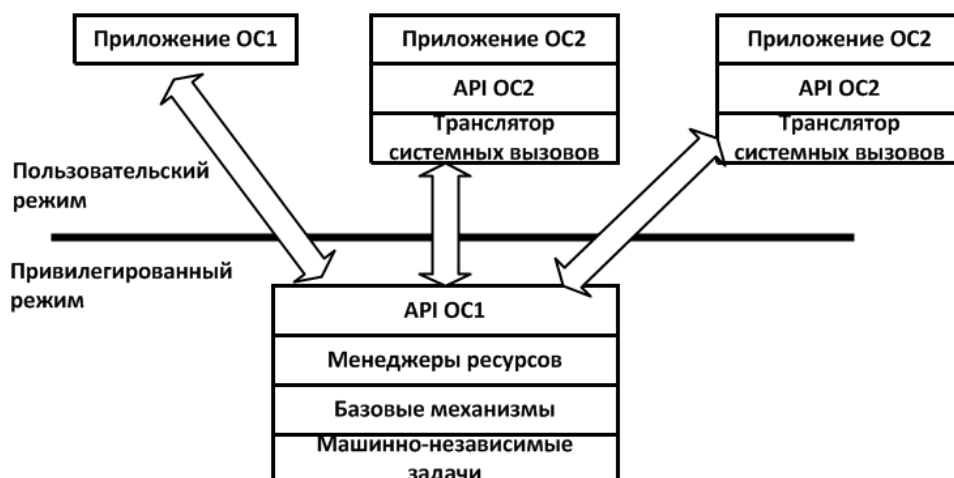 Приложение ОС1
Приложение ОС2
Приложение ОС2
API ОС2
API ОС2
Транслятор
системных вызовов
Транслятор
системных вызовов
Пользовательский
режим
Привилегированный
режим
API ОС1
Менеджеры ресурсов
Базовые механизмы
Машинно-независимые
задачи